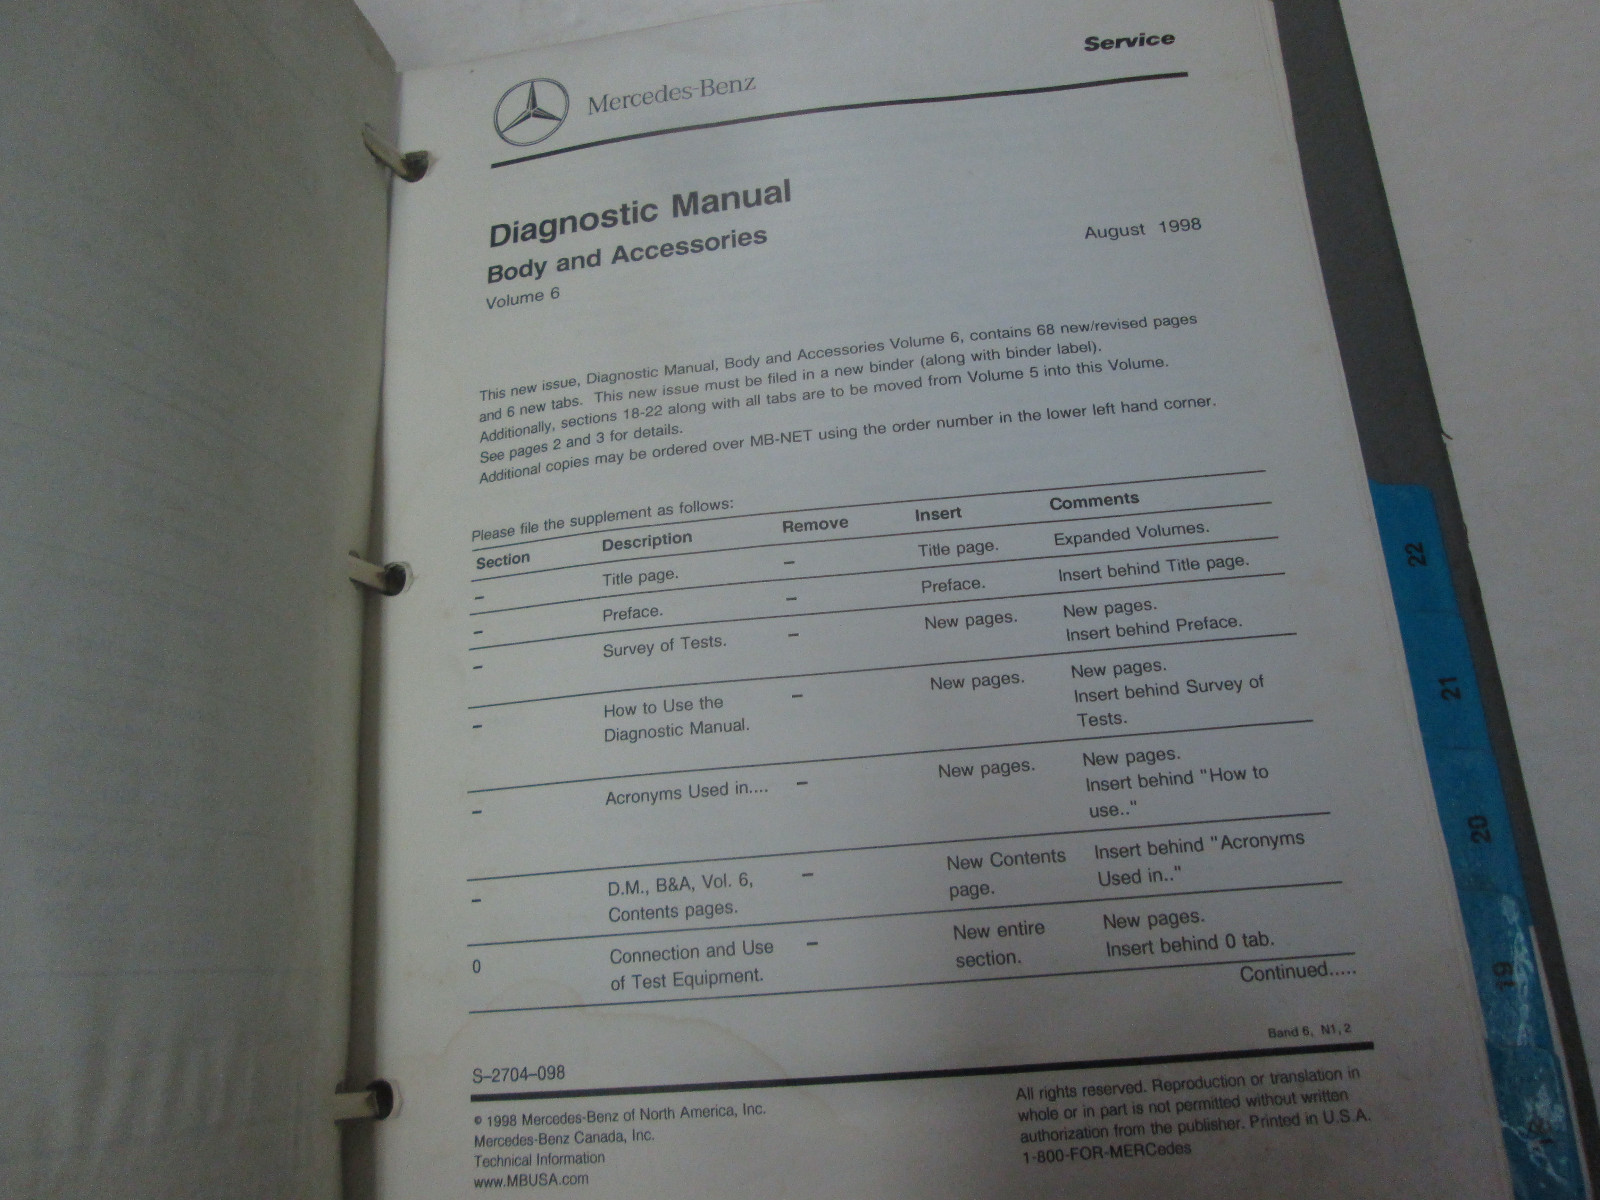 Service
Mercedes-Benz
Diagnostic Manual
Body and Accessories
Volume 6
August 1998
This new issue, Diagnostic Manual, Body and Accessories Volume 6, contains 68 new/revised pages
and 6 new tabs. This new issue must be filed in a new binder (along with binder label).
Additionally, sections 18-22 along with all tabs are to be moved from Volume 5 into this Volume.
See pages 2 and 3 for details.
Additional copies may be ordered over MB-NET using the order number in the lower left hand corner.
Please file the supplement as follows:
Section Description Remove Insert Comments
– Title page. – Title page. Expanded Volumes.
– Preface. – Preface. Insert behind Title page.
– Survey of Tests. – New pages. New pages.
Insert behind Preface.
– How to Use the – New pages. New pages.
Diagnostic Manual. Insert behind Survey of
Tests.
– Acronyms Used in.... – New pages. New pages.
Insert behind "How to
use.."
– D.M., B&A, Vol. 6, – New Contents Insert behind "Acronyms
Contents pages. page. Used in.."
0 Connection and Use – New entire New pages.
of Test Equipment. section. Insert behind 0 tab.
Continued.....
Band 6, N1, 2
S–2704–098
© 1998 Mercedes-Benz of North America, Inc.
Mercedes-Benz Canada, Inc.
Technical Information
www.MBUSA.com
All rights reserved. Reproduction or translation in
whole or in part is not permitted without written
authorization from the publisher. Printed in U.S.A.
1-800-FOR-MERCedes
22
21
20
19